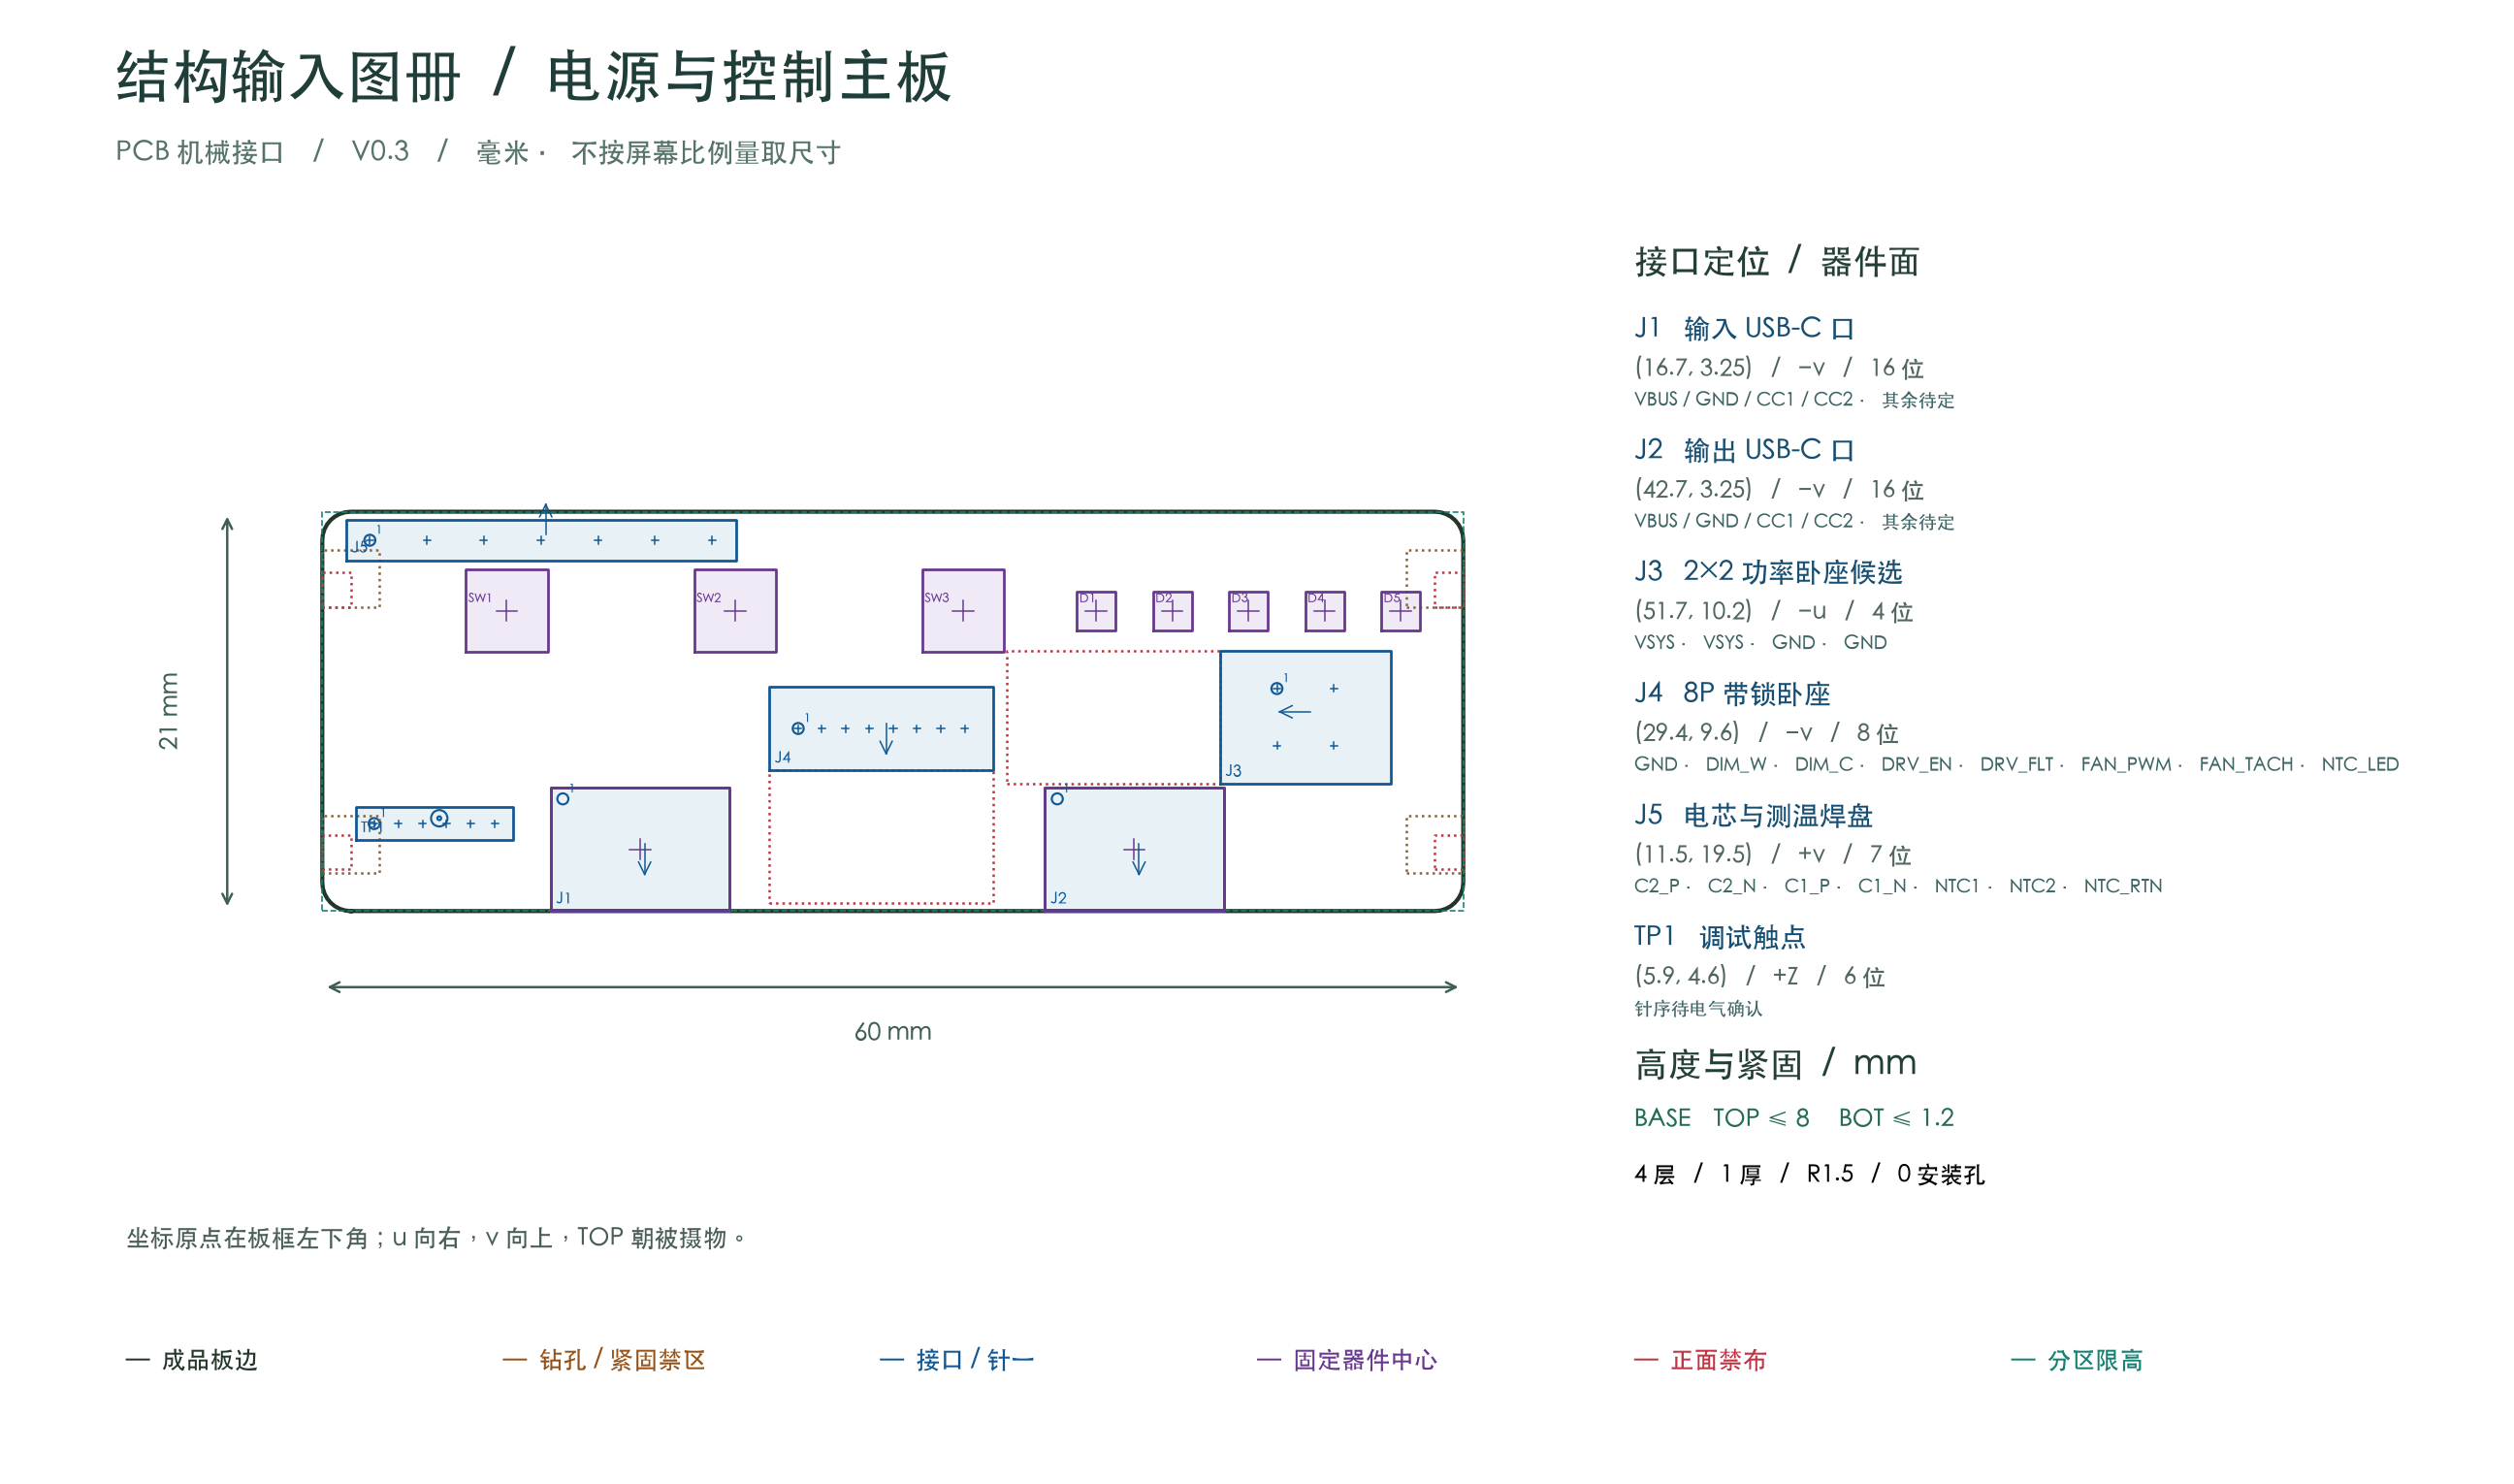 结构输入图册 / 电源与控制主板
PCB 机械接口 / V0.3 / 毫米 · 不按屏幕比例量取尺寸
接口定位 / 器件面
J1 输入 USB-C 口
(16.7, 3.25) / −v / 16 位
VBUS / GND / CC1 / CC2 · 其余待定
J2 输出 USB-C 口
(42.7, 3.25) / −v / 16 位
VBUS / GND / CC1 / CC2 · 其余待定
J3 2×2 功率卧座候选
(51.7, 10.2) / −u / 4 位
VSYS · VSYS · GND · GND
J4 8P 带锁卧座
(29.4, 9.6) / −v / 8 位
GND · DIM_W · DIM_C · DRV_EN · DRV_FLT · FAN_PWM · FAN_TACH · NTC_LED
J5 电芯与测温焊盘
(11.5, 19.5) / +v / 7 位
C2_P · C2_N · C1_P · C1_N · NTC1 · NTC2 · NTC_RTN
TP1 调试触点
(5.9, 4.6) / +Z / 6 位
针序待电气确认
高度与紧固 / mm
BASE TOP ≤ 8 BOT ≤ 1.2
4 层 / 1 厚 / R1.5 / 0 安装孔
J5 1
SW1 SW2 SW3 D1 D2 D3 D4 D5
1 J4
1 J3
TP1 1
1 J1
1 J2
21 mm
60 mm
坐标原点在板框左下角；u 向右，v 向上，TOP 朝被摄物。
成品板边 钻孔 / 紧固禁区 接口 / 针一 固定器件中心 正面禁布 分区限高